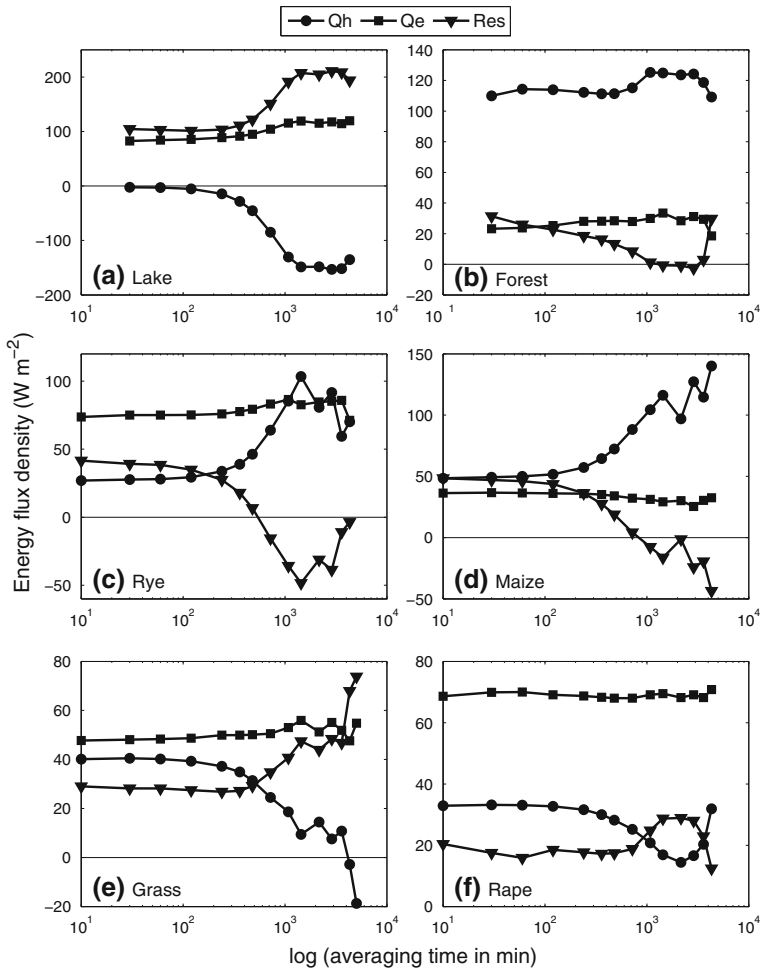 Qh Qe Res
200
100
0
−100
−200
(a) Lake
10^1 10^2 10^3 10^4
140
120
100
80
60
40
20
0
−20
(b) Forest
10^1 10^2 10^3 10^4
100
50
0
−50
(c) Rye
10^1 10^2 10^3 10^4
150
100
50
0
−50
(d) Maize
10^1 10^2 10^3 10^4
80
60
40
20
0
−20
(e) Grass
10^1 10^2 10^3 10^4
80
60
40
20
0
(f) Rape
10^1 10^2 10^3 10^4
Energy flux density (W m^−2)
log (averaging time in min)